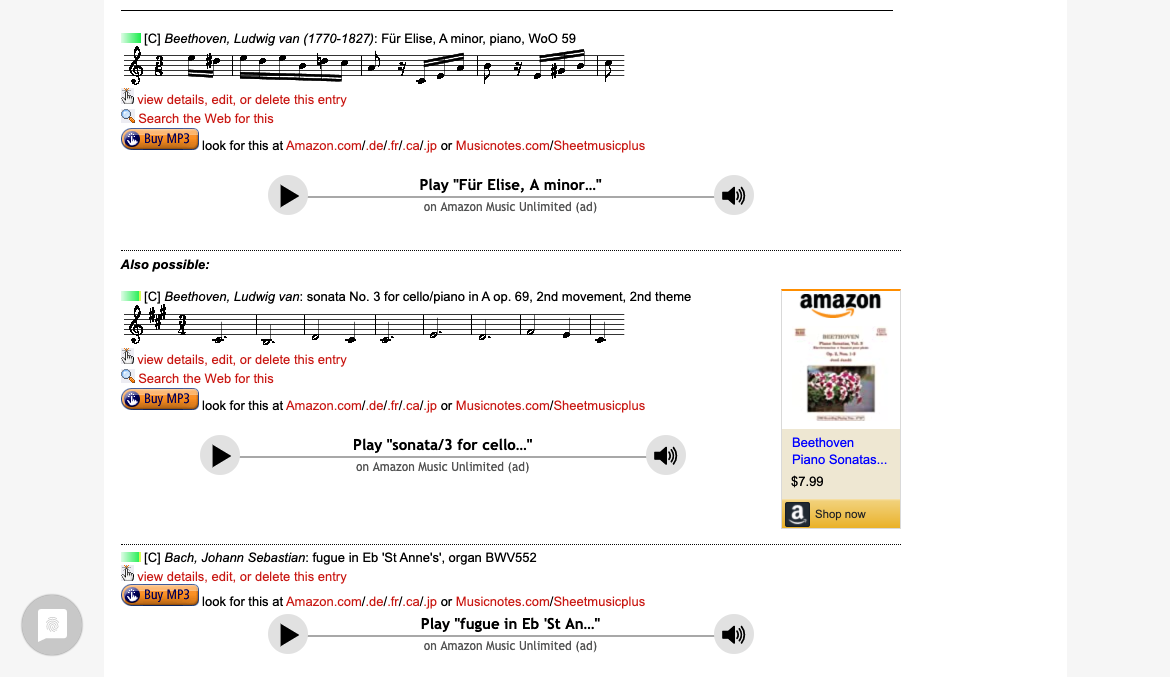 [C] Beethoven, Ludwig van (1770-1827): Für Elise, A minor, piano, WoO 59
view details, edit, or delete this entry
Search the Web for this
Buy MP3 look for this at Amazon.com/.de/.fr/.ca/.jp or Musicnotes.com/Sheetmusicplus
Play "Für Elise, A minor..."
on Amazon Music Unlimited (ad)
Also possible:
[C] Beethoven, Ludwig van: sonata No. 3 for cello/piano in A op. 69, 2nd movement, 2nd theme
view details, edit, or delete this entry
Search the Web for this
Buy MP3 look for this at Amazon.com/.de/.fr/.ca/.jp or Musicnotes.com/Sheetmusicplus
Play "sonata/3 for cello..."
on Amazon Music Unlimited (ad)
amazon
BEETHOVEN
Piano Sonatas, Vol. 3
Op. 2, Nos. 1-3
Beethoven
Piano Sonatas...
$7.99
Shop now
[C] Bach, Johann Sebastian: fugue in Eb 'St Anne's', organ BWV552
view details, edit, or delete this entry
Buy MP3 look for this at Amazon.com/.de/.fr/.ca/.jp or Musicnotes.com/Sheetmusicplus
Play "fugue in Eb 'St An..."
on Amazon Music Unlimited (ad)